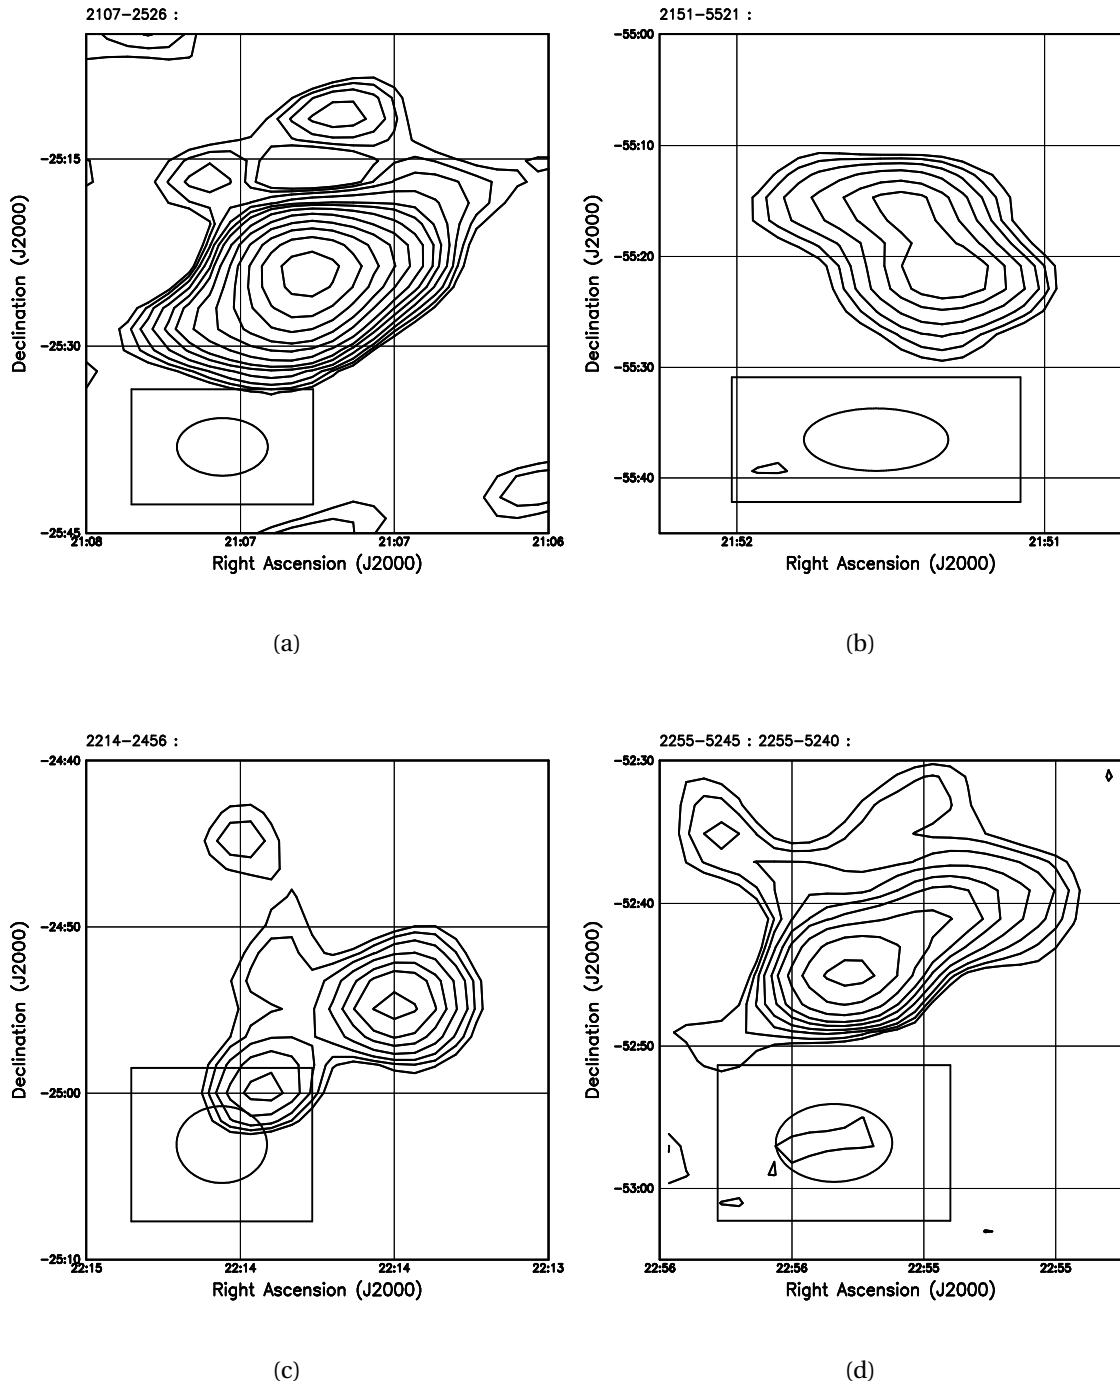 2107−2526 :
−25:15
−25:30
−25:45
21:08
21:07
21:07
21:06
Declination (J2000)
Right Ascension (J2000)
(a)
2151−5521 :
−55:00
−55:10
−55:20
−55:30
−55:40
21:52
21:51
Declination (J2000)
Right Ascension (J2000)
(b)
2214−2456 :
−24:40
−24:50
−25:00
−25:10
22:15
22:14
22:14
22:13
Declination (J2000)
Right Ascension (J2000)
(c)
2255−5245 : 2255−5240 :
−52:30
−52:40
−52:50
−53:00
22:56
22:56
22:55
22:55
Declination (J2000)
Right Ascension (J2000)
(d)